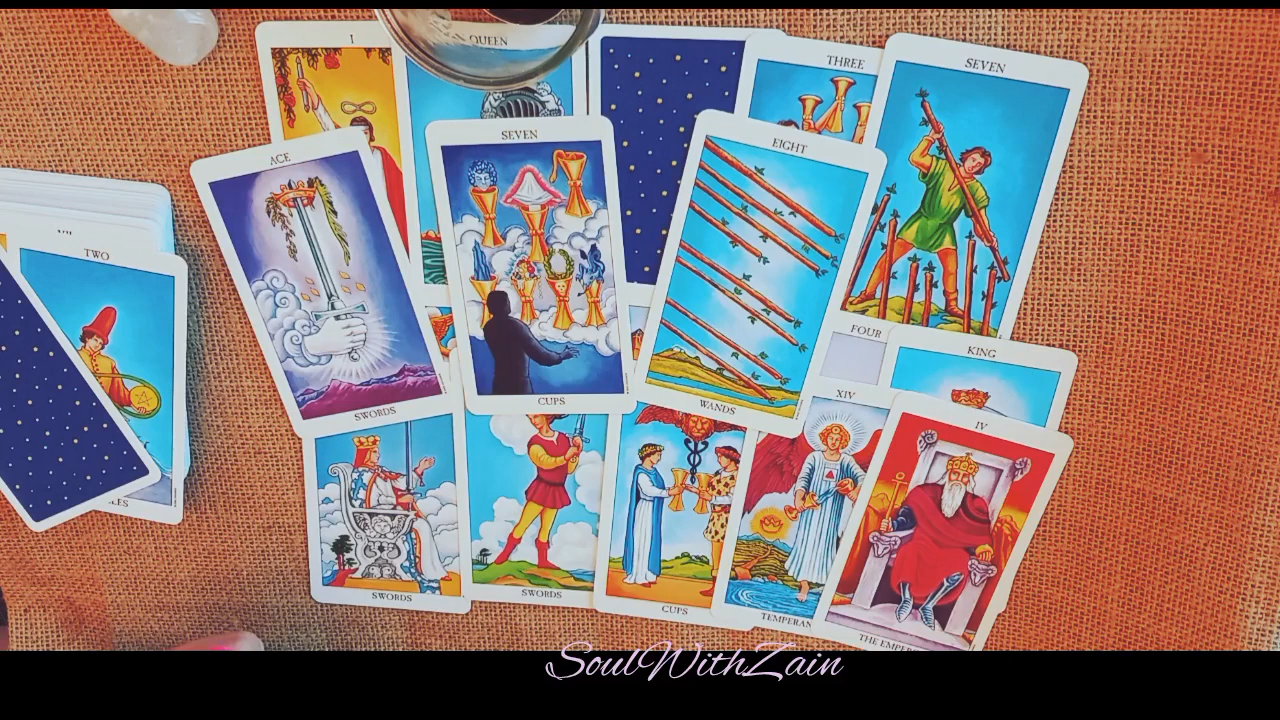 I
QUEEN
THREE
SEVEN
ACE
SEVEN
EIGHT
TWO
FOUR
KING
XIV
IV
SWORDS
CUPS
WANDS
SWORDS
SWORDS
CUPS
TEMPERAN
THE EMPER
LES
SoulWithZain